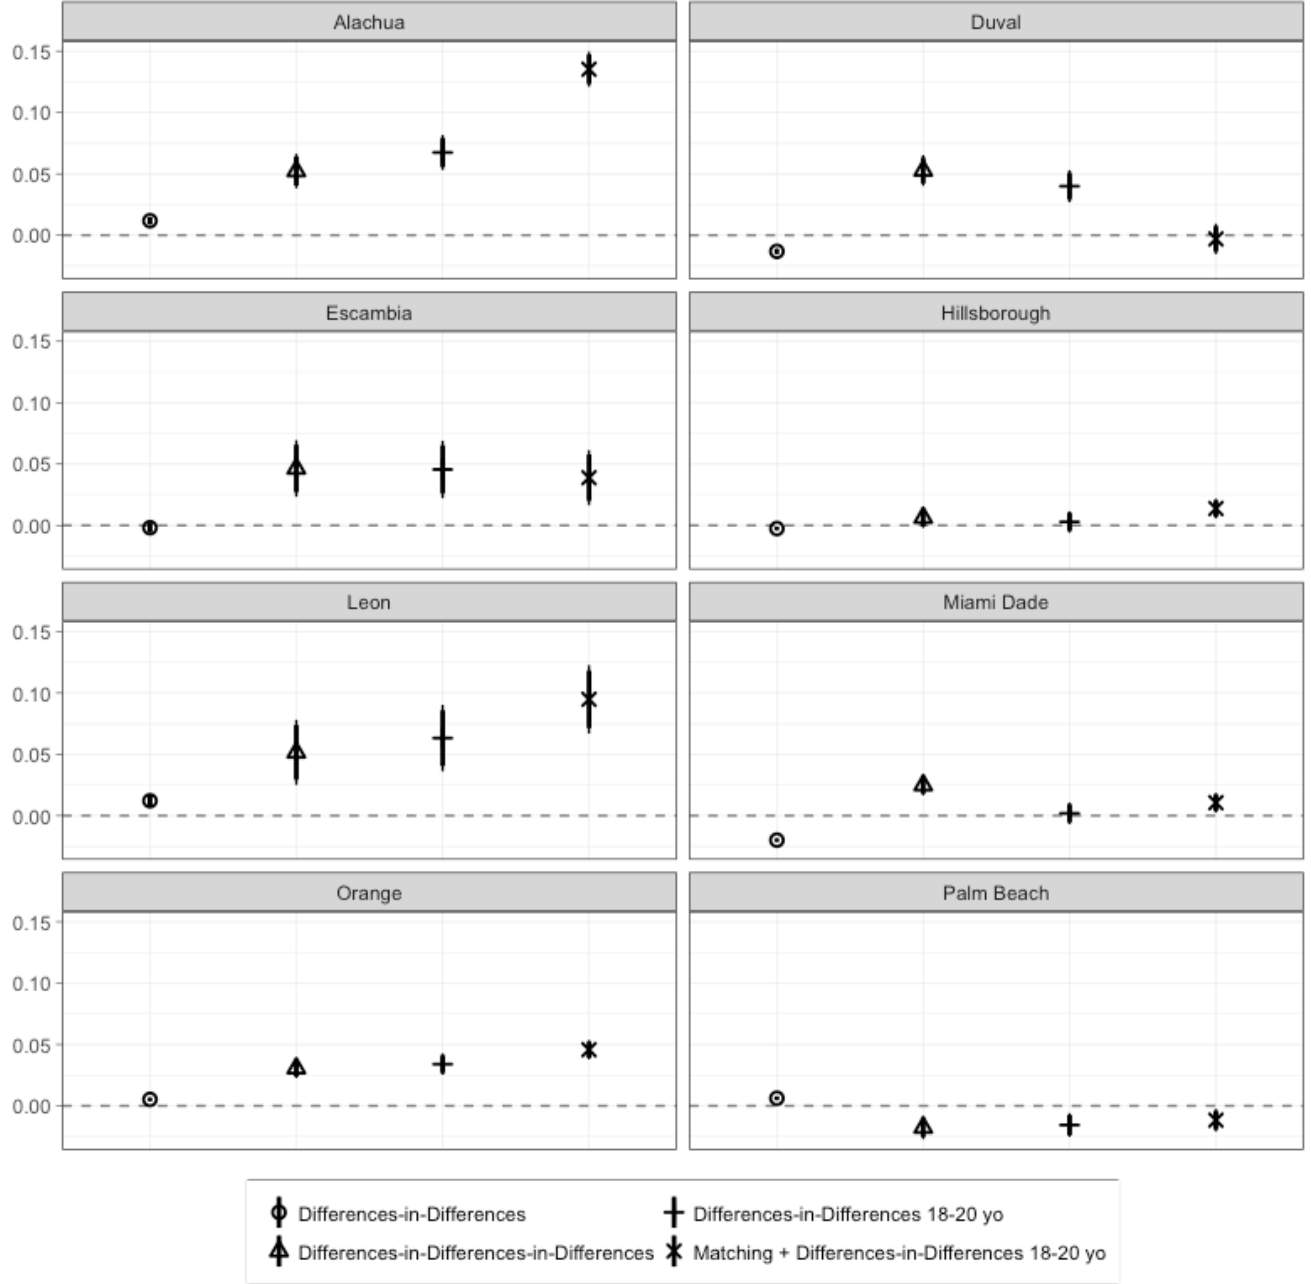 Alachua
Duval
0.15
0.10
0.05
0.00
Escambia
Hillsborough
0.15
0.10
0.05
0.00
Leon
Miami Dade
0.15
0.10
0.05
0.00
Orange
Palm Beach
0.15
0.10
0.05
0.00
Differences-in-Differences
Differences-in-Differences 18-20 yo
Differences-in-Differences-in-Differences
Matching + Differences-in-Differences 18-20 yo